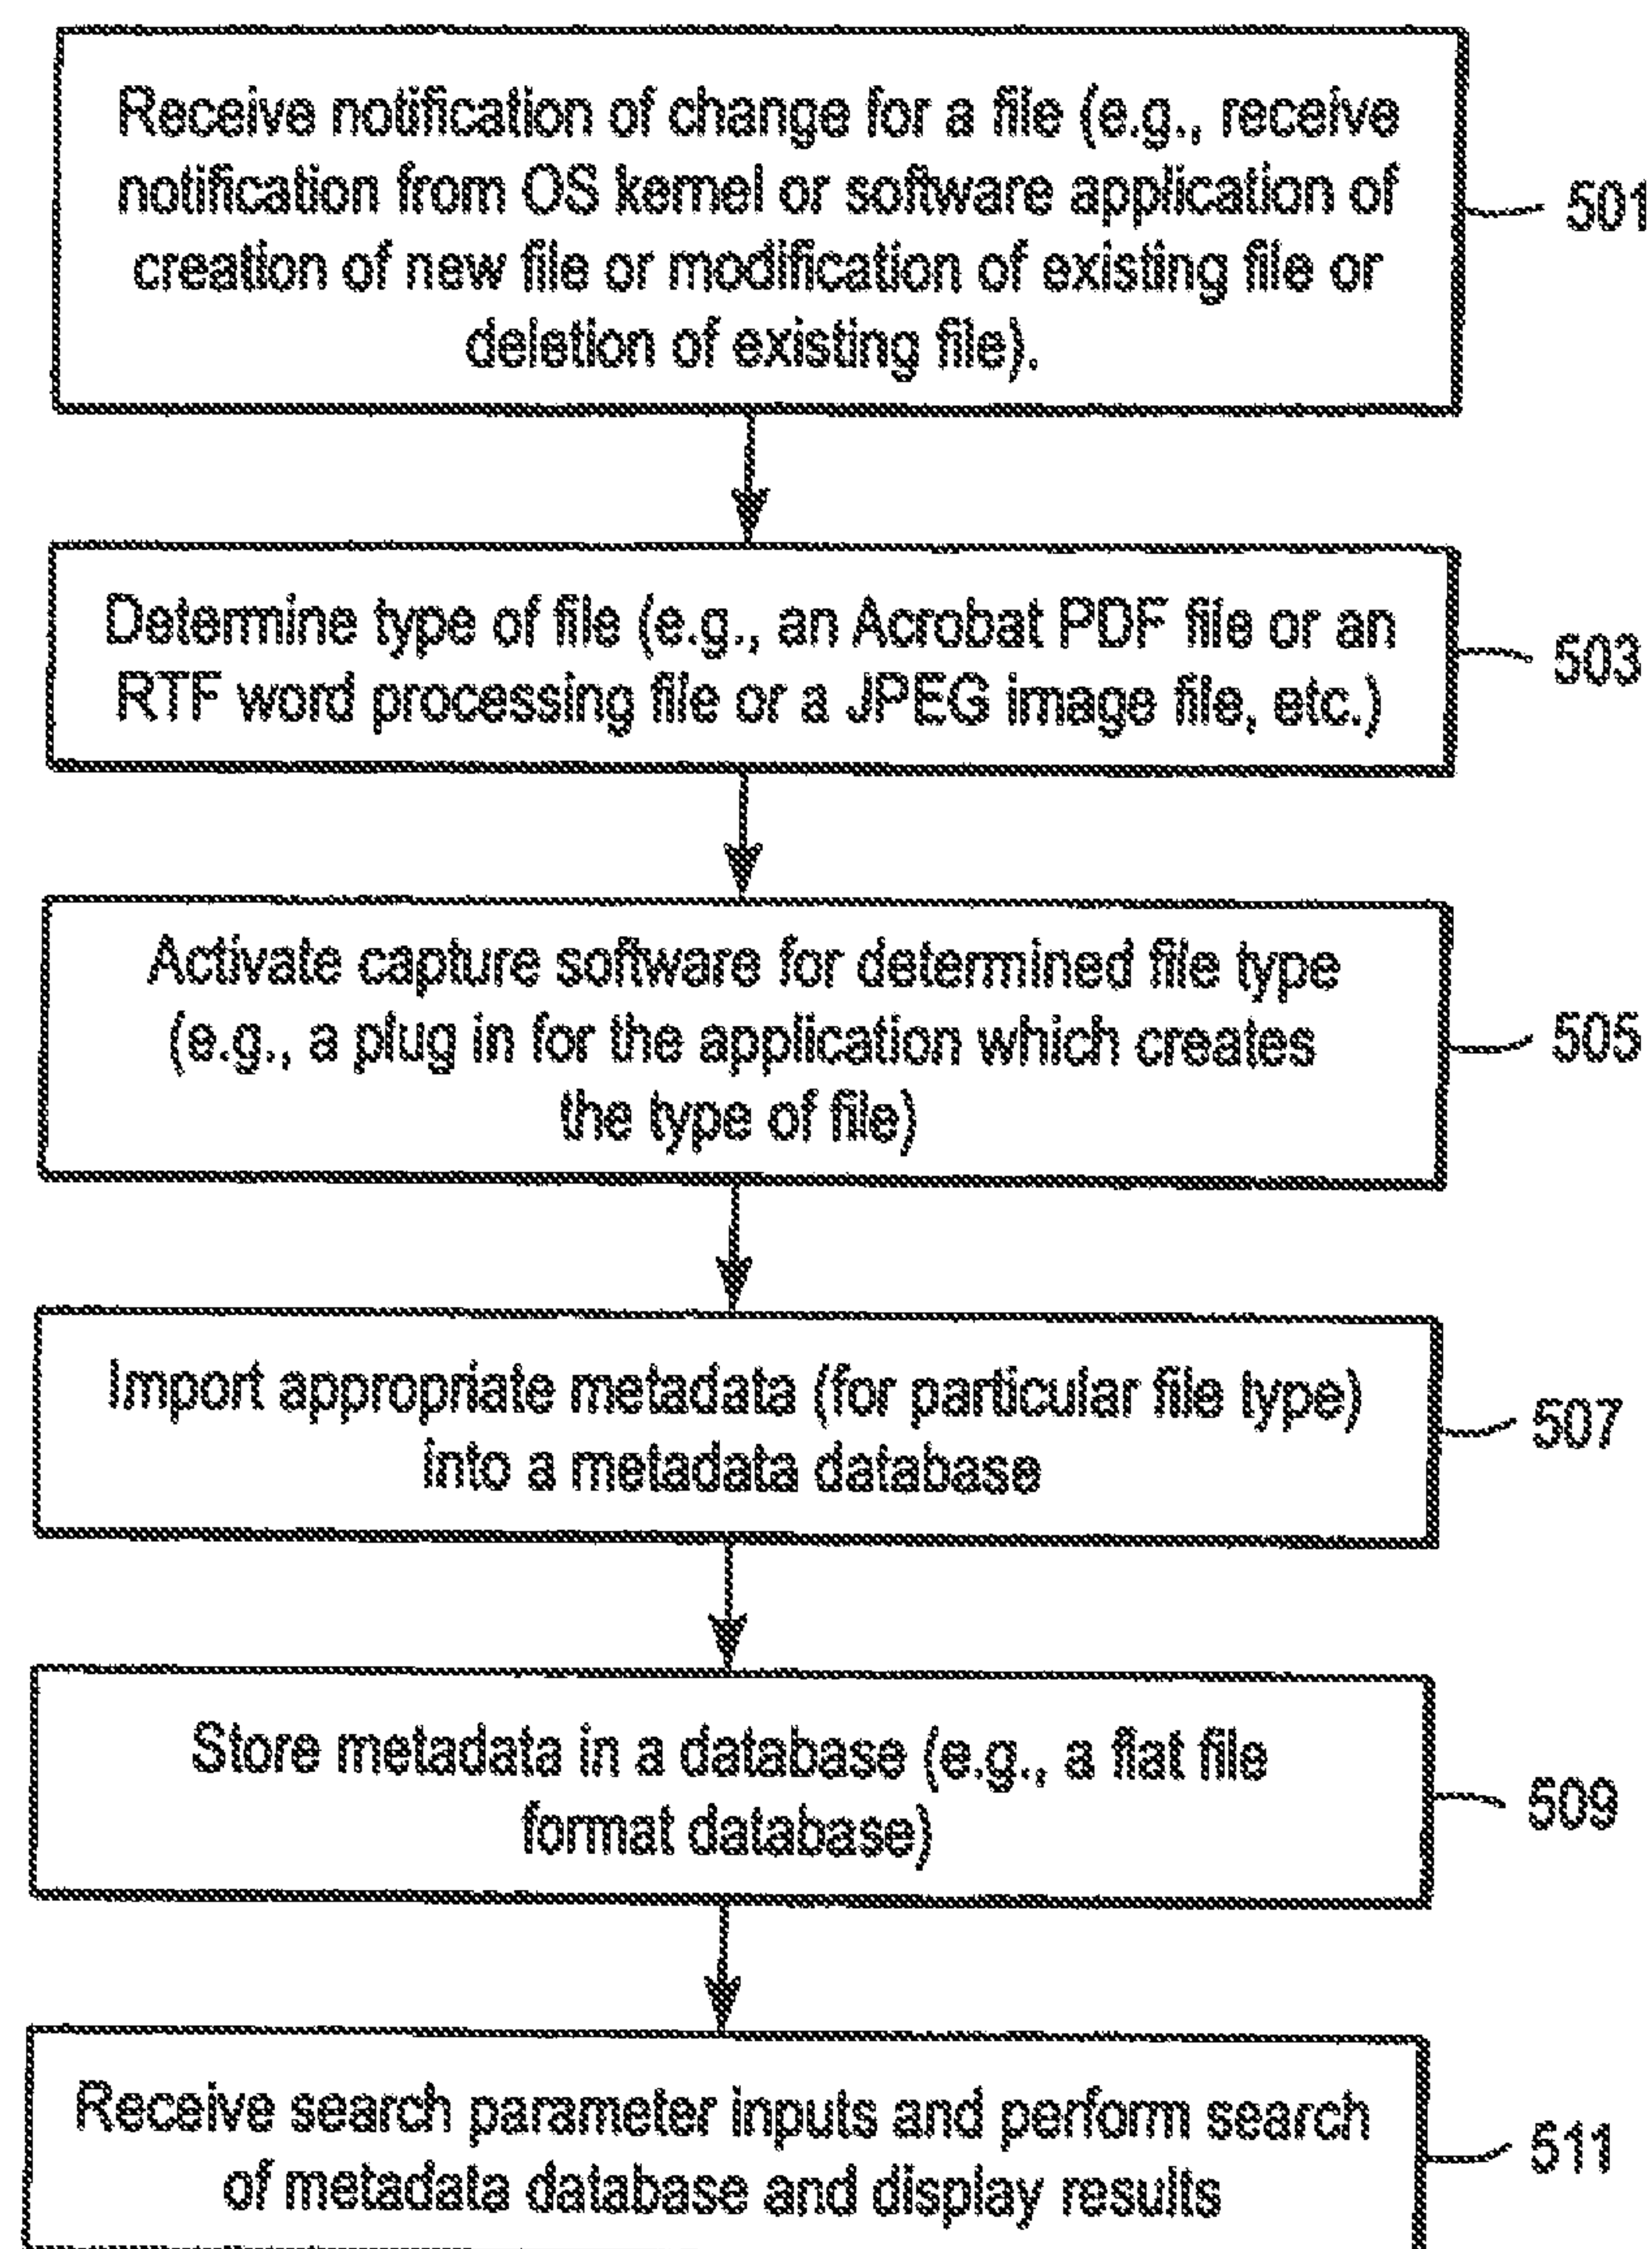 Receive notification of change for a file (e.g., receive
notification from OS kernel or software application of
creation of new file or modification of existing file or
deletion of existing file).
501
Determine type of file (e.g., an Acrobat PDF file or an
RTF word processing file or a JPEG image file, etc.)
503
Activate capture software for determined file type
(e.g., a plug in for the application which creates
the type of file)
505
Import appropriate metadata (for particular file type)
into a metadata database
507
Store metadata in a database (e.g., a flat file
format database)
509
Receive search parameter inputs and perform search
of metadata database and display results
511